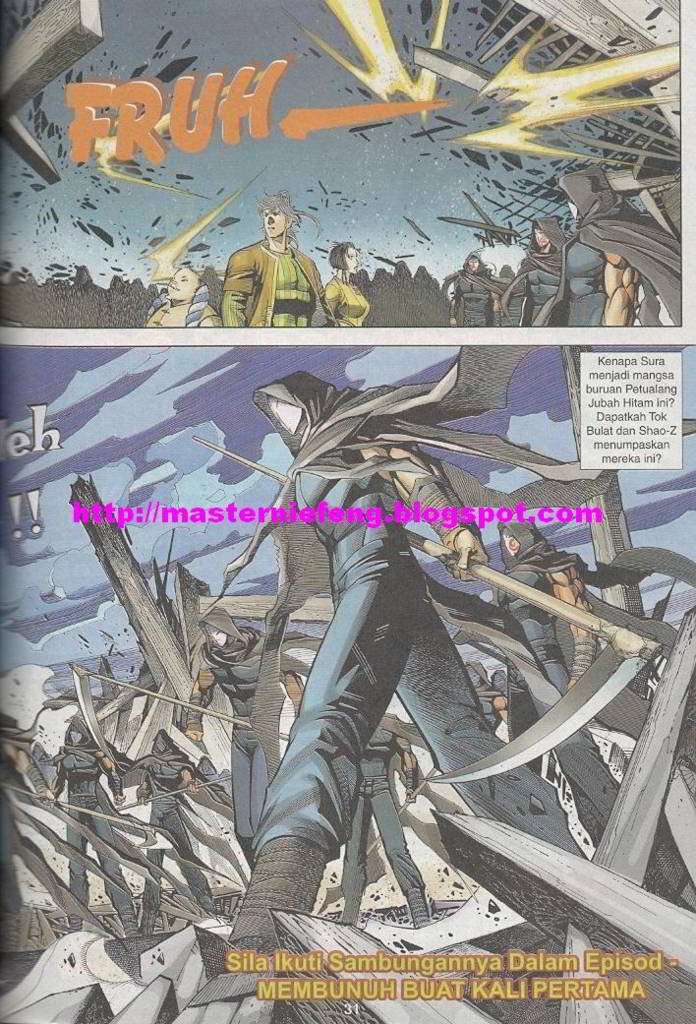 FRUH
Kenapa Sura
menjadi mangsa
buruan Petualang
Jubah Hitam ini?
Dapatkah Tok
Bulat dan Shao-Z
menumpaskan
mereka ini?
eh
!!
http://masterniefeng.blogspot.com/
Sila Ikuti Sambungannya Dalam Episod -
MEMBUNUH BUAT KALI PERTAMA
31